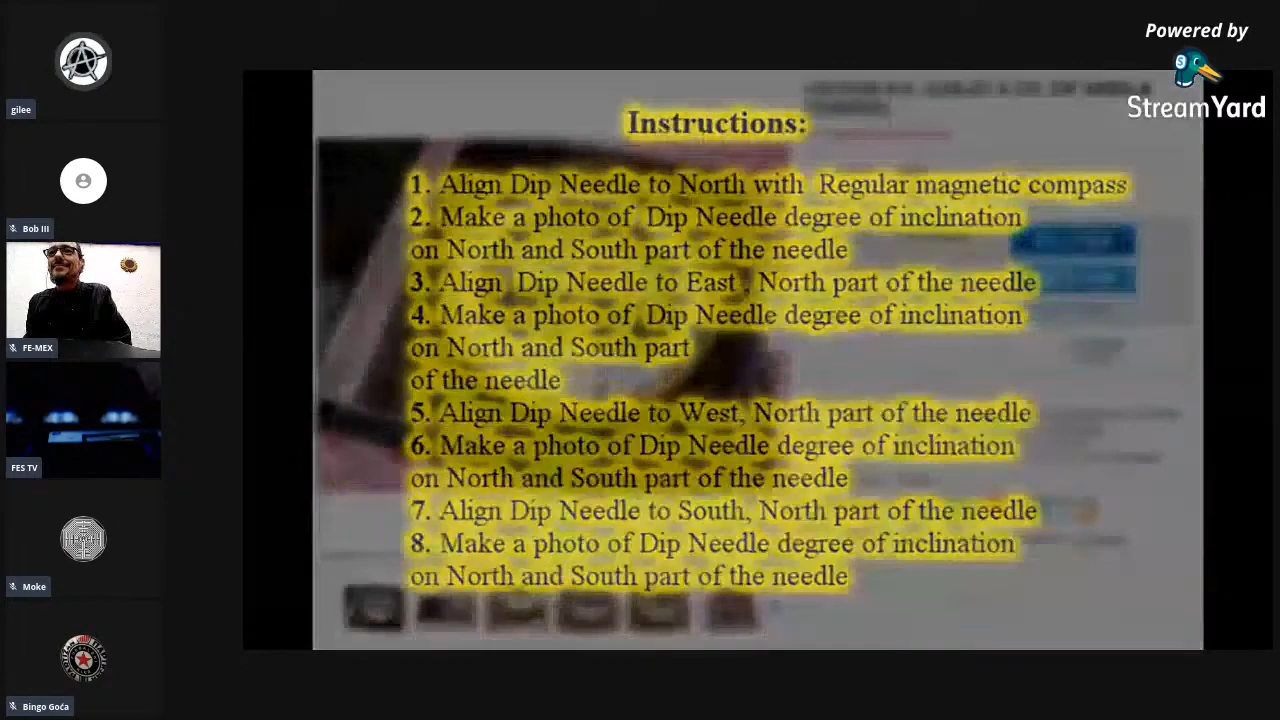 Powered by
StreamYard
gilee
Bob III
FE-MEX
FES TV
Moke
Bingo Goća
Instructions:
1. Align Dip Needle to North with Regular magnetic compass
2. Make a photo of, Dip Needle degree of inclination
on North and South part of the needle
3. Align Dip Needle to East , North part of the needle
4. Make a photo of, Dip Needle degree of inclination
on North and South part
of the needle
5. Align Dip Needle to West, North part of the needle
6. Make a photo of Dip Needle degree of inclination
on North and South part of the needle
7. Align Dip Needle to South, North part of the needle
8. Make a photo of Dip Needle degree of inclination
on North and South part of the needle